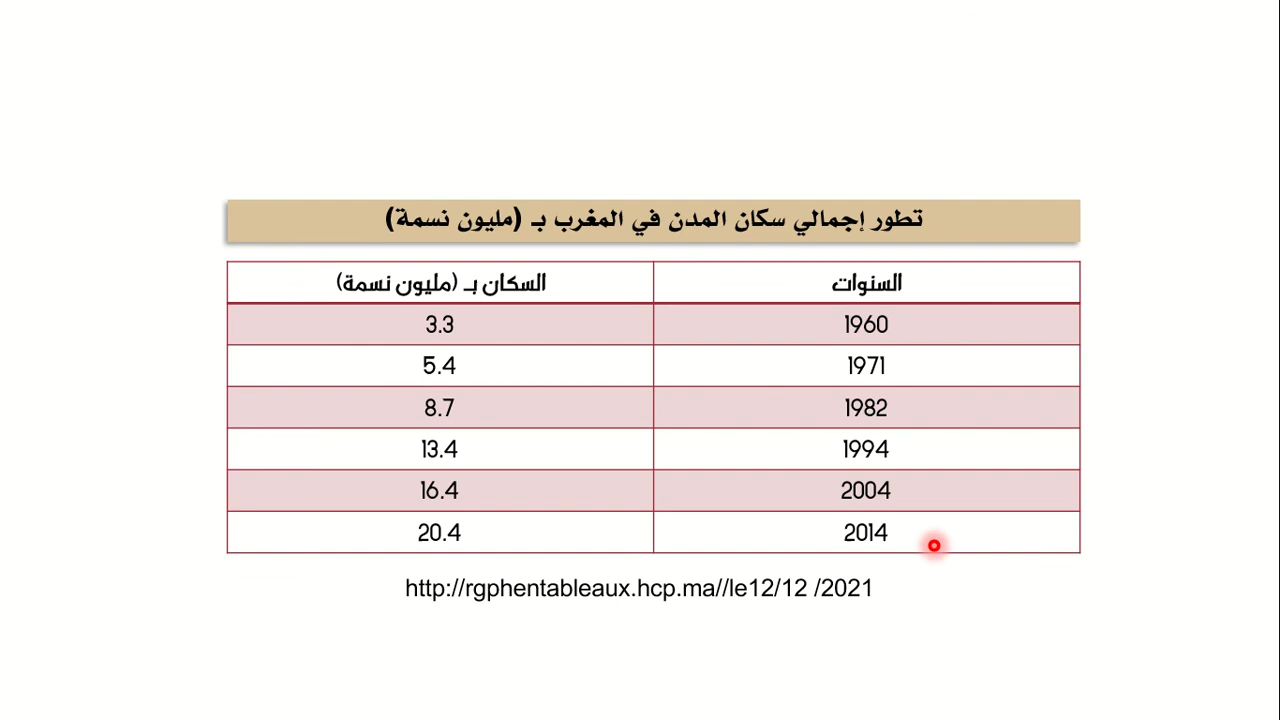 تطور إجمالي سكان المدن في المغرب بـ (مليون نسمة)
السنوات السكان بـ (مليون نسمة)
1960 3.3
1971 5.4
1982 8.7
1994 13.4
2004 16.4
2014 20.4
http://rgphentableaux.hcp.ma//le12/12 /2021